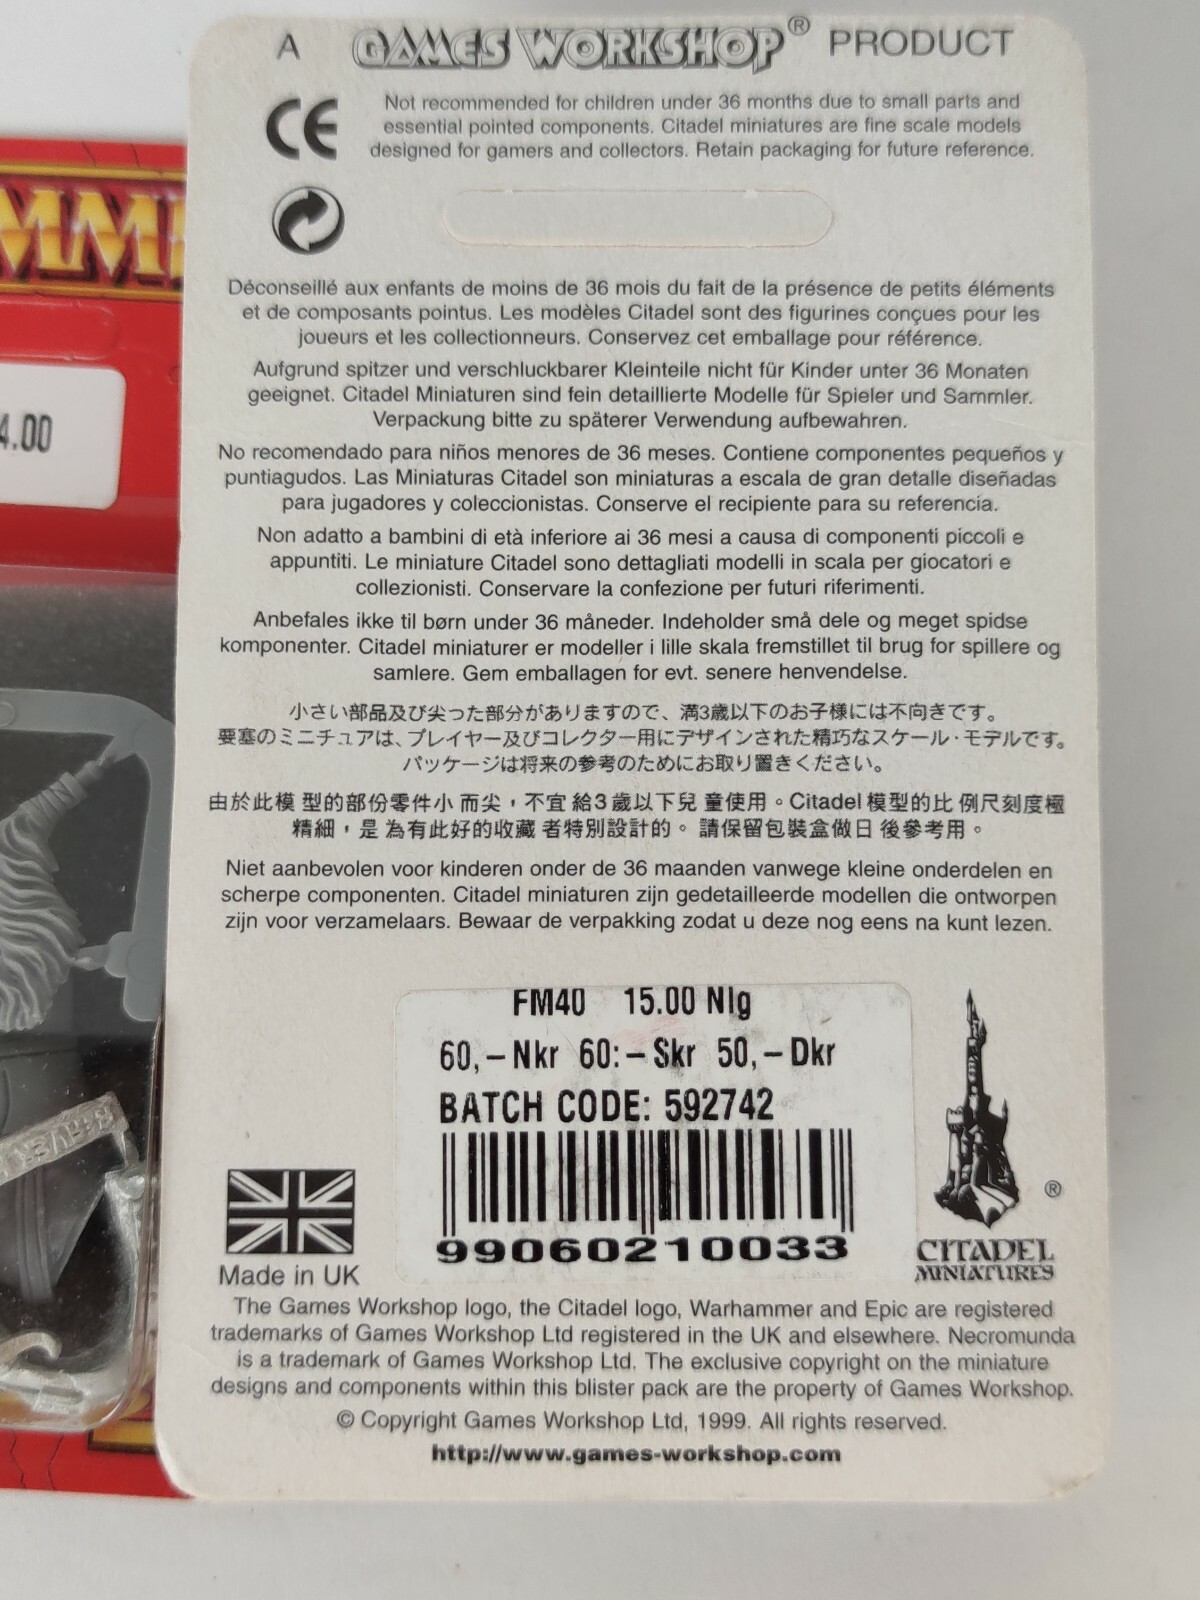 A GAMES WORKSHOP® PRODUCT
CE
Not recommended for children under 36 months due to small parts and
essential pointed components. Citadel miniatures are fine scale models
designed for gamers and collectors. Retain packaging for future reference.
Déconseillé aux enfants de moins de 36 mois du fait de la présence de petits éléments
et de composants pointus. Les modèles Citadel sont des figurines conçues pour les
joueurs et les collectionneurs. Conservez cet emballage pour référence.
Aufgrund spitzer und verschluckbarer Kleinteile nicht für Kinder unter 36 Monaten
geeignet. Citadel Miniaturen sind fein detaillierte Modelle für Spieler und Sammler.
Verpackung bitte zu späterer Verwendung aufbewahren.
No recomendado para niños menores de 36 meses. Contiene componentes pequeños y
puntiagudos. Las Miniaturas Citadel son miniaturas a escala de gran detalle diseñadas
para jugadores y coleccionistas. Conserve el recipiente para su referencia.
Non adatto a bambini di età inferiore ai 36 mesi a causa di componenti piccoli e
appuntiti. Le miniature Citadel sono dettagliati modelli in scala per giocatori e
collezionisti. Conservare la confezione per futuri riferimenti.
Anbefales ikke til børn under 36 måneder. Indeholder små dele og meget spidse
komponenter. Citadel miniaturer er modeller i lille skala fremstillet til brug for spillere og
samlere. Gem emballagen for evt. senere henvendelse.
小さい部品及び尖った部分がありますので、満3歳以下のお子様には不向きです。
要塞のミニチュアは、プレイヤー及びコレクター用にデザインされた精巧なスケール・モデルです。
パッケージは将来の参考のためにお取り置きください。
由於此模 型的部份零件小 而尖，不宜 給3歲以下兒 童使用。Citadel 模型的比 例尺刻度極
精細，是 為有此好的收藏 者特別設計的。 請保留包裝盒做日 後參考用。
Niet aanbevolen voor kinderen onder de 36 maanden vanwege kleine onderdelen en
scherpe componenten. Citadel miniaturen zijn gedetailleerde modellen die ontworpen
zijn voor verzamelaars. Bewaar de verpakking zodat u deze nog eens na kunt lezen.
4.00
FM40 15.00 Nlg
60,-Nkr 60:-Skr 50,-Dkr
BATCH CODE: 592742
99060210033
Made in UK
®
CITADEL
MINIATURES
The Games Workshop logo, the Citadel logo, Warhammer and Epic are registered
trademarks of Games Workshop Ltd registered in the UK and elsewhere. Necromunda
is a trademark of Games Workshop Ltd. The exclusive copyright on the miniature
designs and components within this blister pack are the property of Games Workshop.
© Copyright Games Workshop Ltd, 1999. All rights reserved.
http://www.games-workshop.com